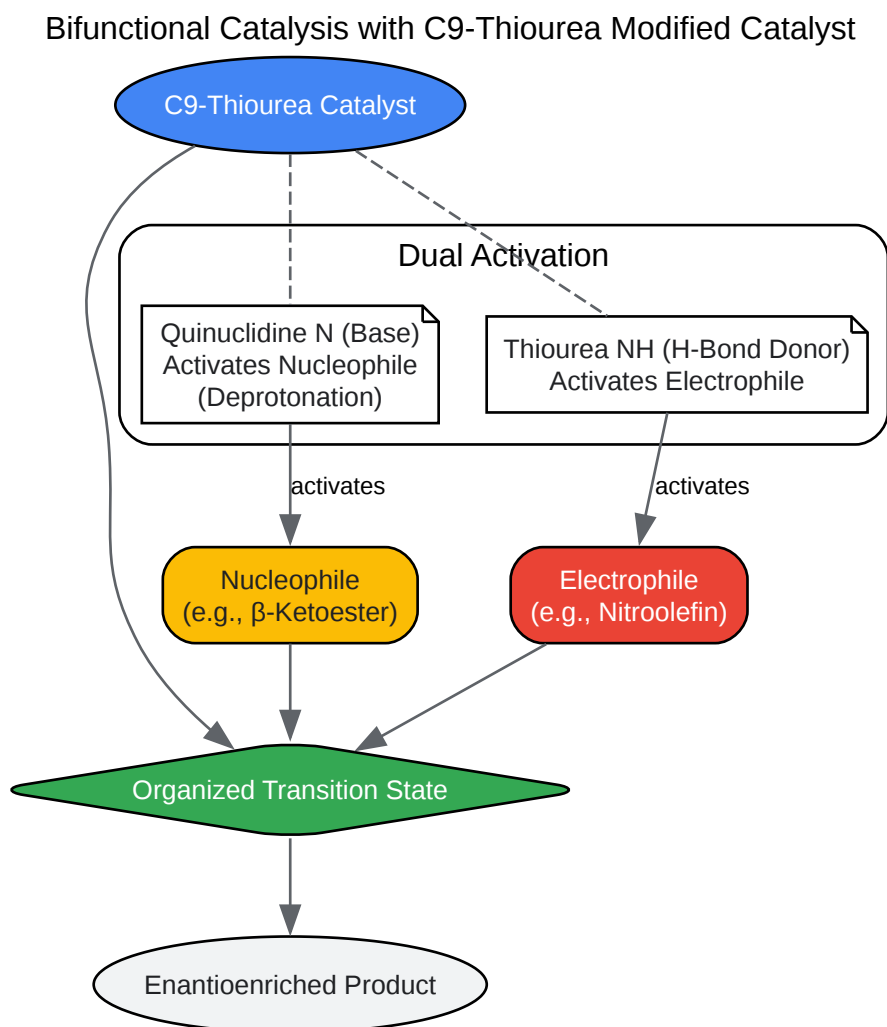 Bifunctional Catalysis with C9-Thiourea Modified Catalyst
C9-Thiourea Catalyst
Dual Activation
Quinuclidine N (Base)
Activates Nucleophile
(Deprotonation)
Thiourea NH (H-Bond Donor)
Activates Electrophile
activates
activates
Nucleophile
(e.g., β-Ketoester)
Electrophile
(e.g., Nitroolefin)
Organized Transition State
Enantioenriched Product